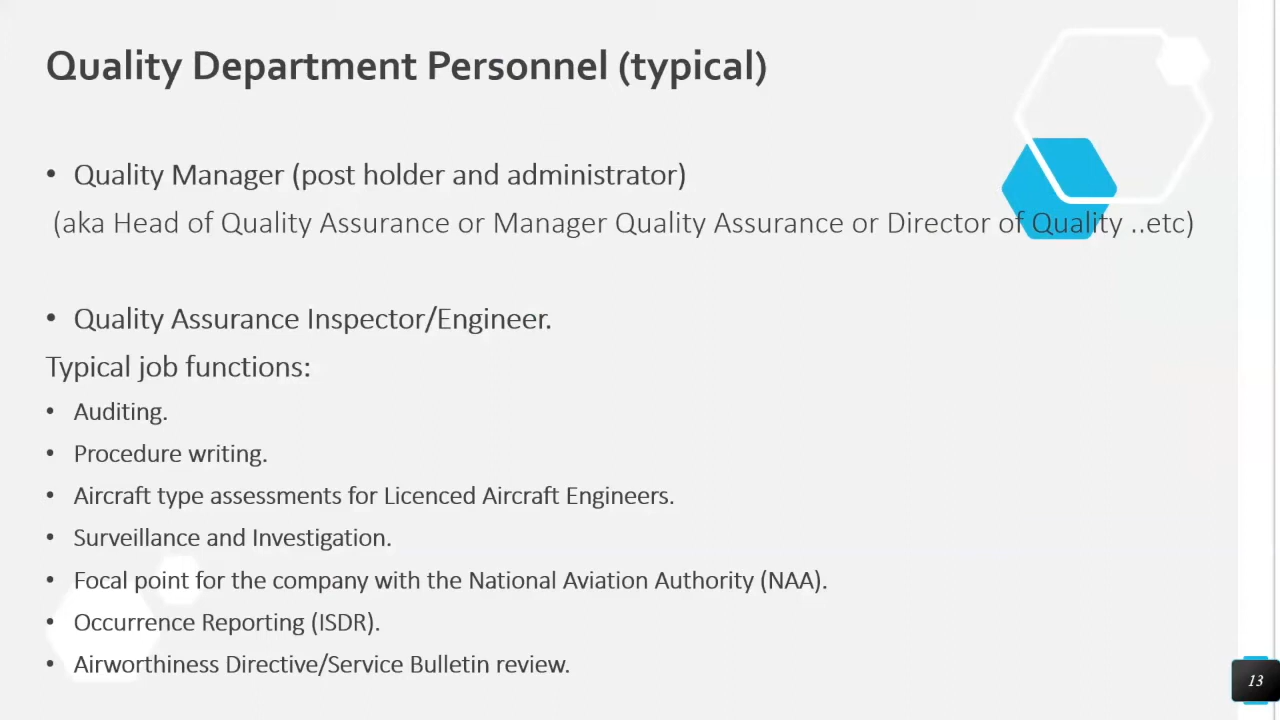 Quality Department Personnel (typical)
• Quality Manager (post holder and administrator)
(aka Head of Quality Assurance or Manager Quality Assurance or Director of Quality ..etc)
• Quality Assurance Inspector/Engineer.
Typical job functions:
• Auditing.
• Procedure writing.
• Aircraft type assessments for Licenced Aircraft Engineers.
• Surveillance and Investigation.
• Focal point for the company with the National Aviation Authority (NAA).
• Occurrence Reporting (ISDR).
• Airworthiness Directive/Service Bulletin review.
13